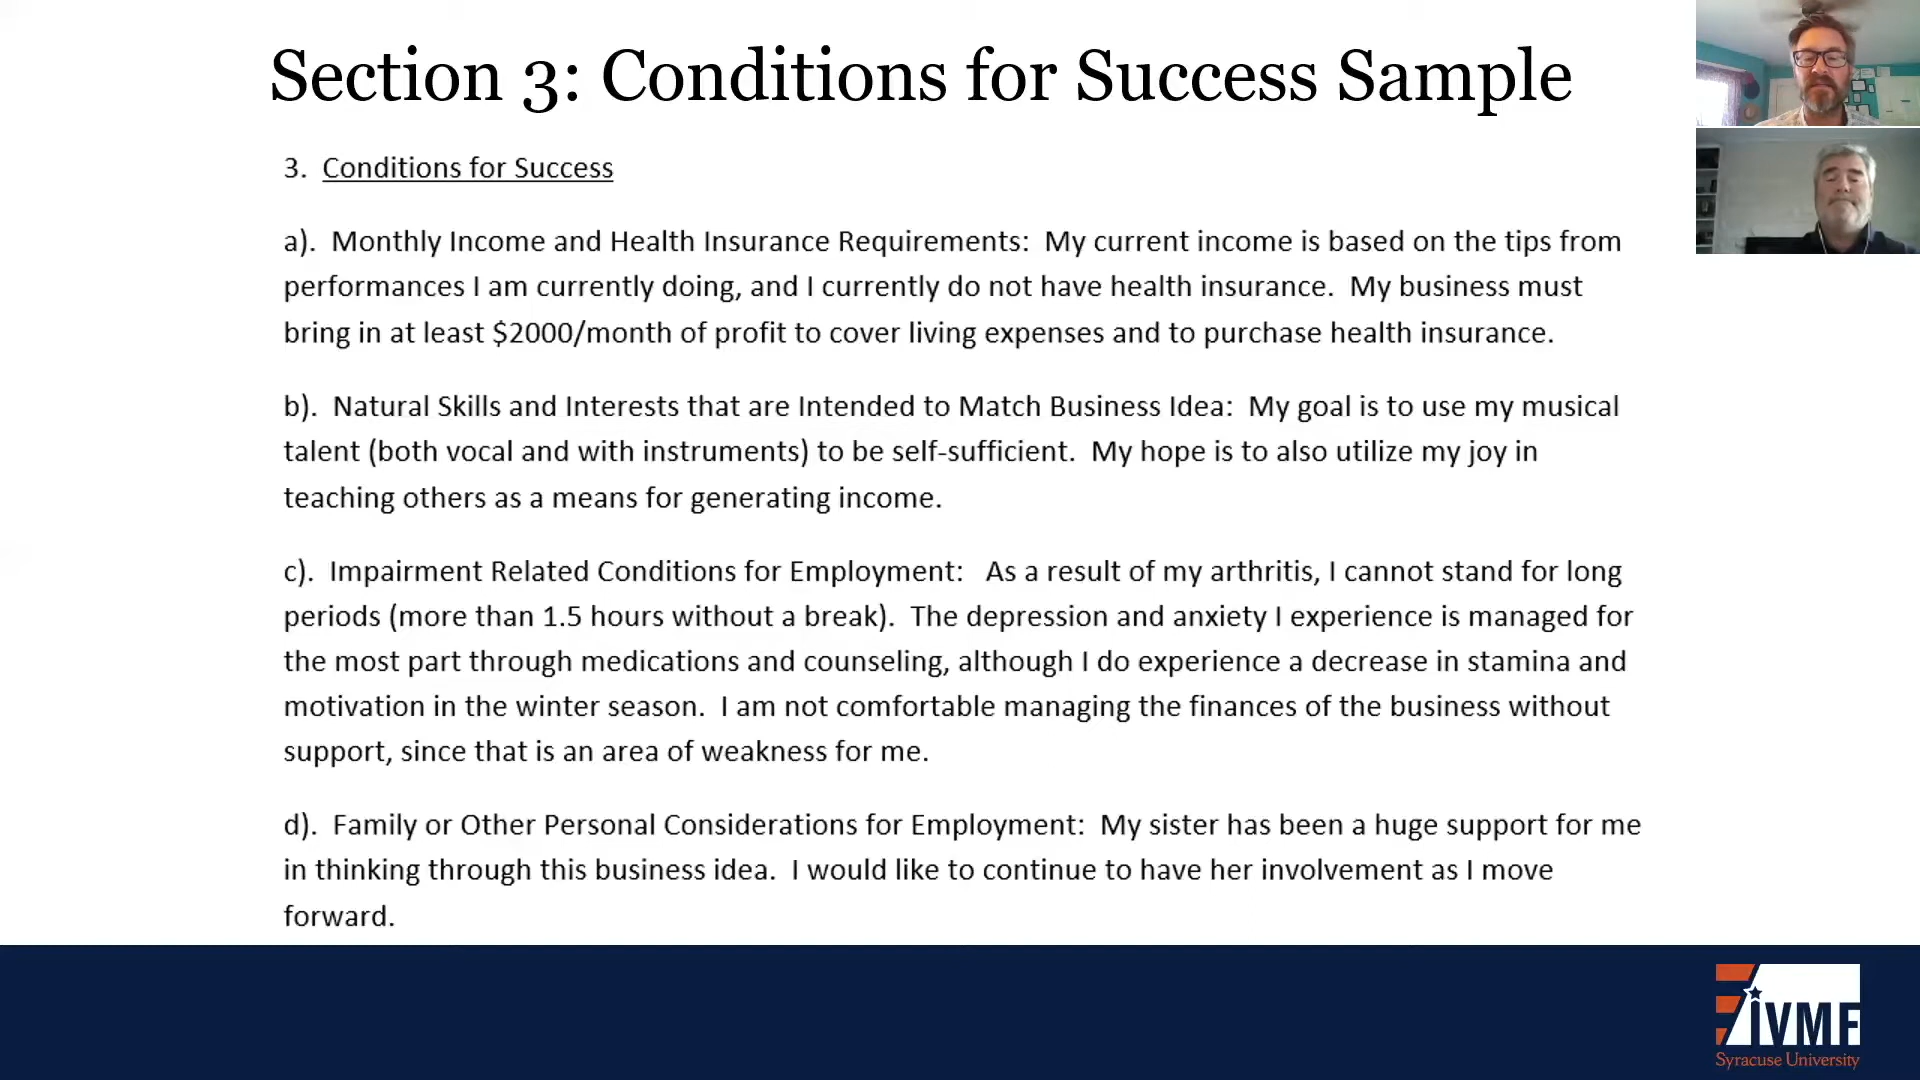 Section 3: Conditions for Success Sample
3. Conditions for Success
a). Monthly Income and Health Insurance Requirements: My current income is based on the tips from
performances I am currently doing, and I currently do not have health insurance. My business must
bring in at least $2000/month of profit to cover living expenses and to purchase health insurance.
b). Natural Skills and Interests that are Intended to Match Business Idea: My goal is to use my musical
talent (both vocal and with instruments) to be self-sufficient. My hope is to also utilize my joy in
teaching others as a means for generating income.
c). Impairment Related Conditions for Employment: As a result of my arthritis, I cannot stand for long
periods (more than 1.5 hours without a break). The depression and anxiety I experience is managed for
the most part through medications and counseling, although I do experience a decrease in stamina and
motivation in the winter season. I am not comfortable managing the finances of the business without
support, since that is an area of weakness for me.
d). Family or Other Personal Considerations for Employment: My sister has been a huge support for me
in thinking through this business idea. I would like to continue to have her involvement as I move
forward.
IVMF
Syracuse University